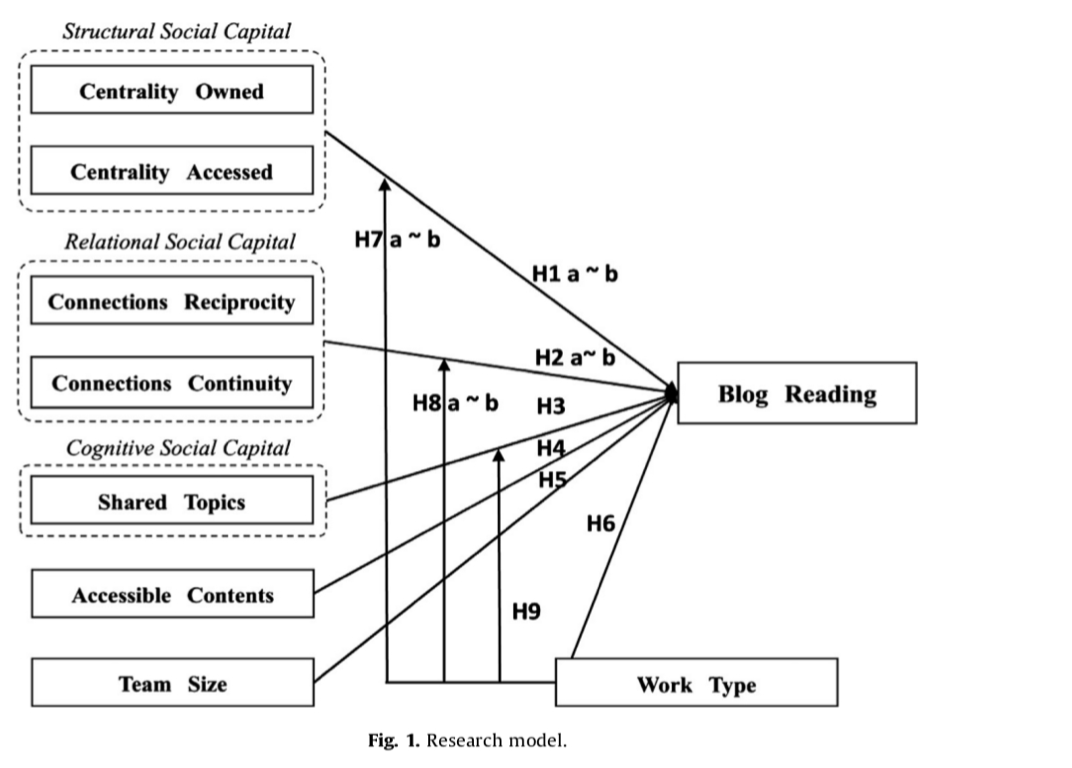 Structural Social Capital
Centrality Owned
Centrality Accessed
Relational Social Capital
H7 a ~ b
H1 a ~ b
Connections Reciprocity
H2 a~ b
Connections Continuity
Blog Reading
H8 a ~ b
H3
Cognitive Social Capital
H4
H5
Shared Topics
H6
Accessible Contents
H9
Team Size
Work Type
Fig. 1. Research model.